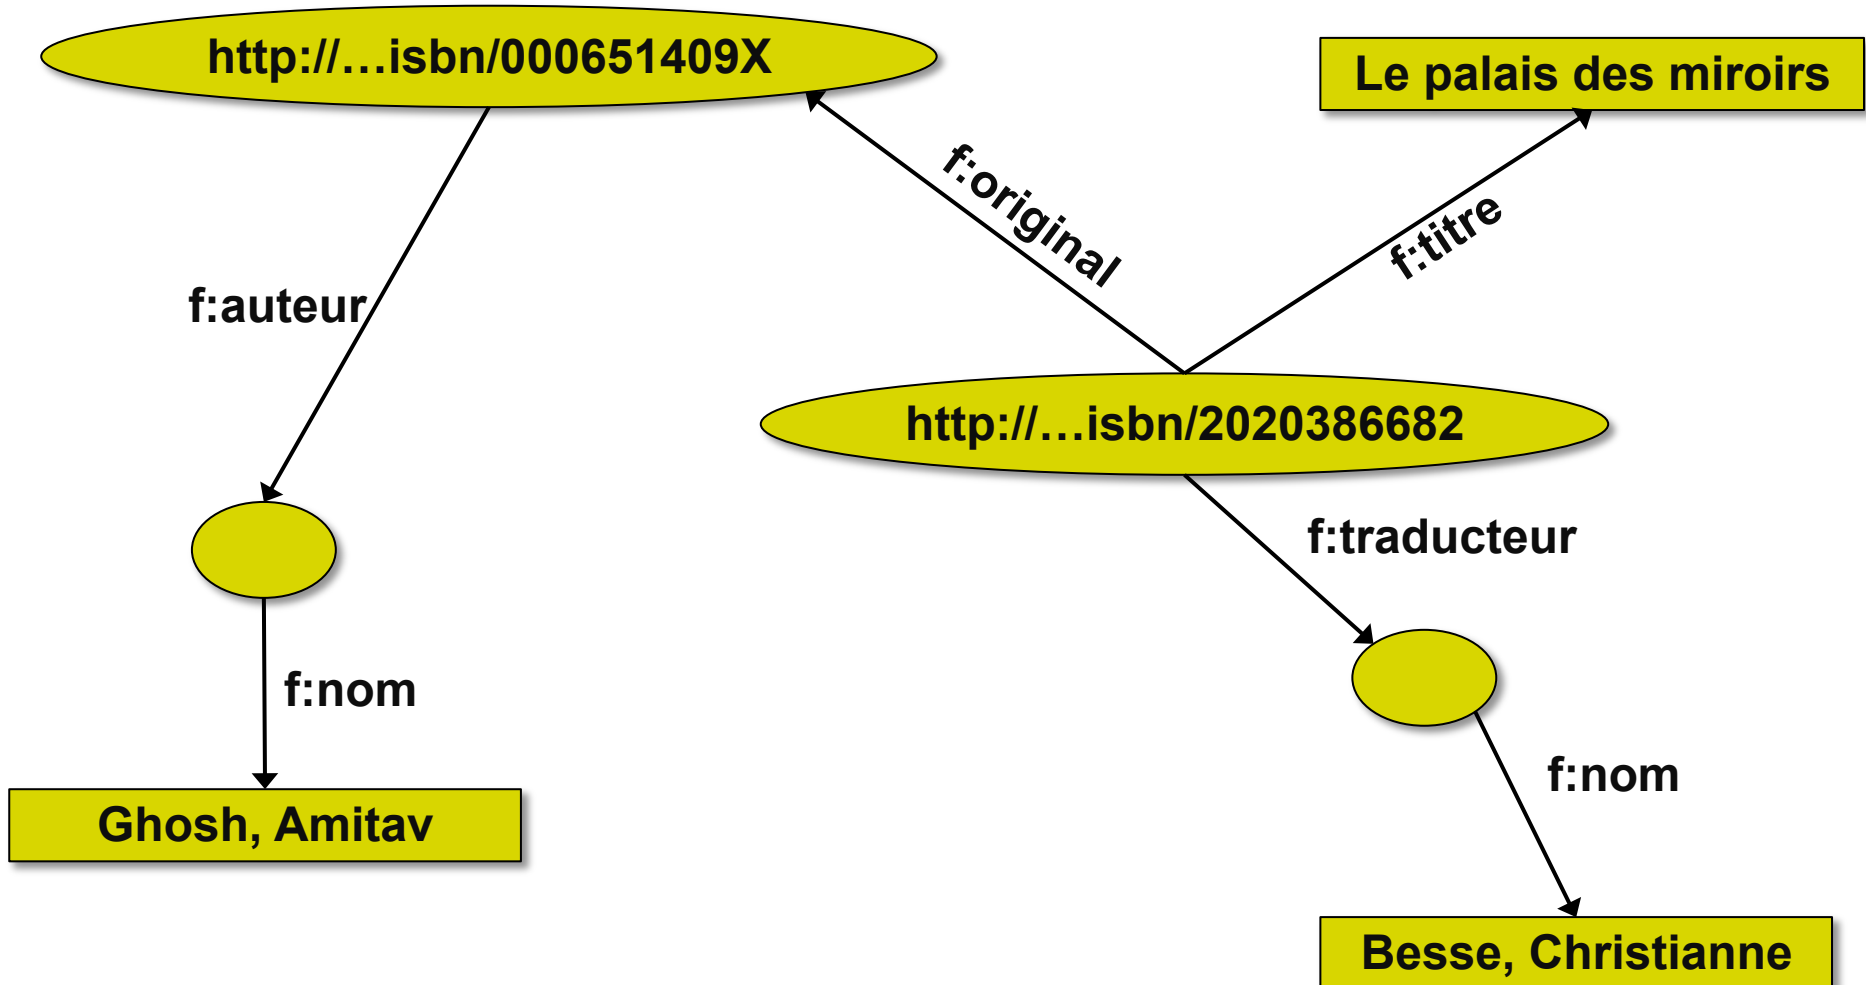 http://…isbn/000651409X
Le palais des miroirs
f:original
f:titre
f:auteur
http://…isbn/2020386682
f:traducteur
f:nom
f:nom
Ghosh, Amitav
Besse, Christianne